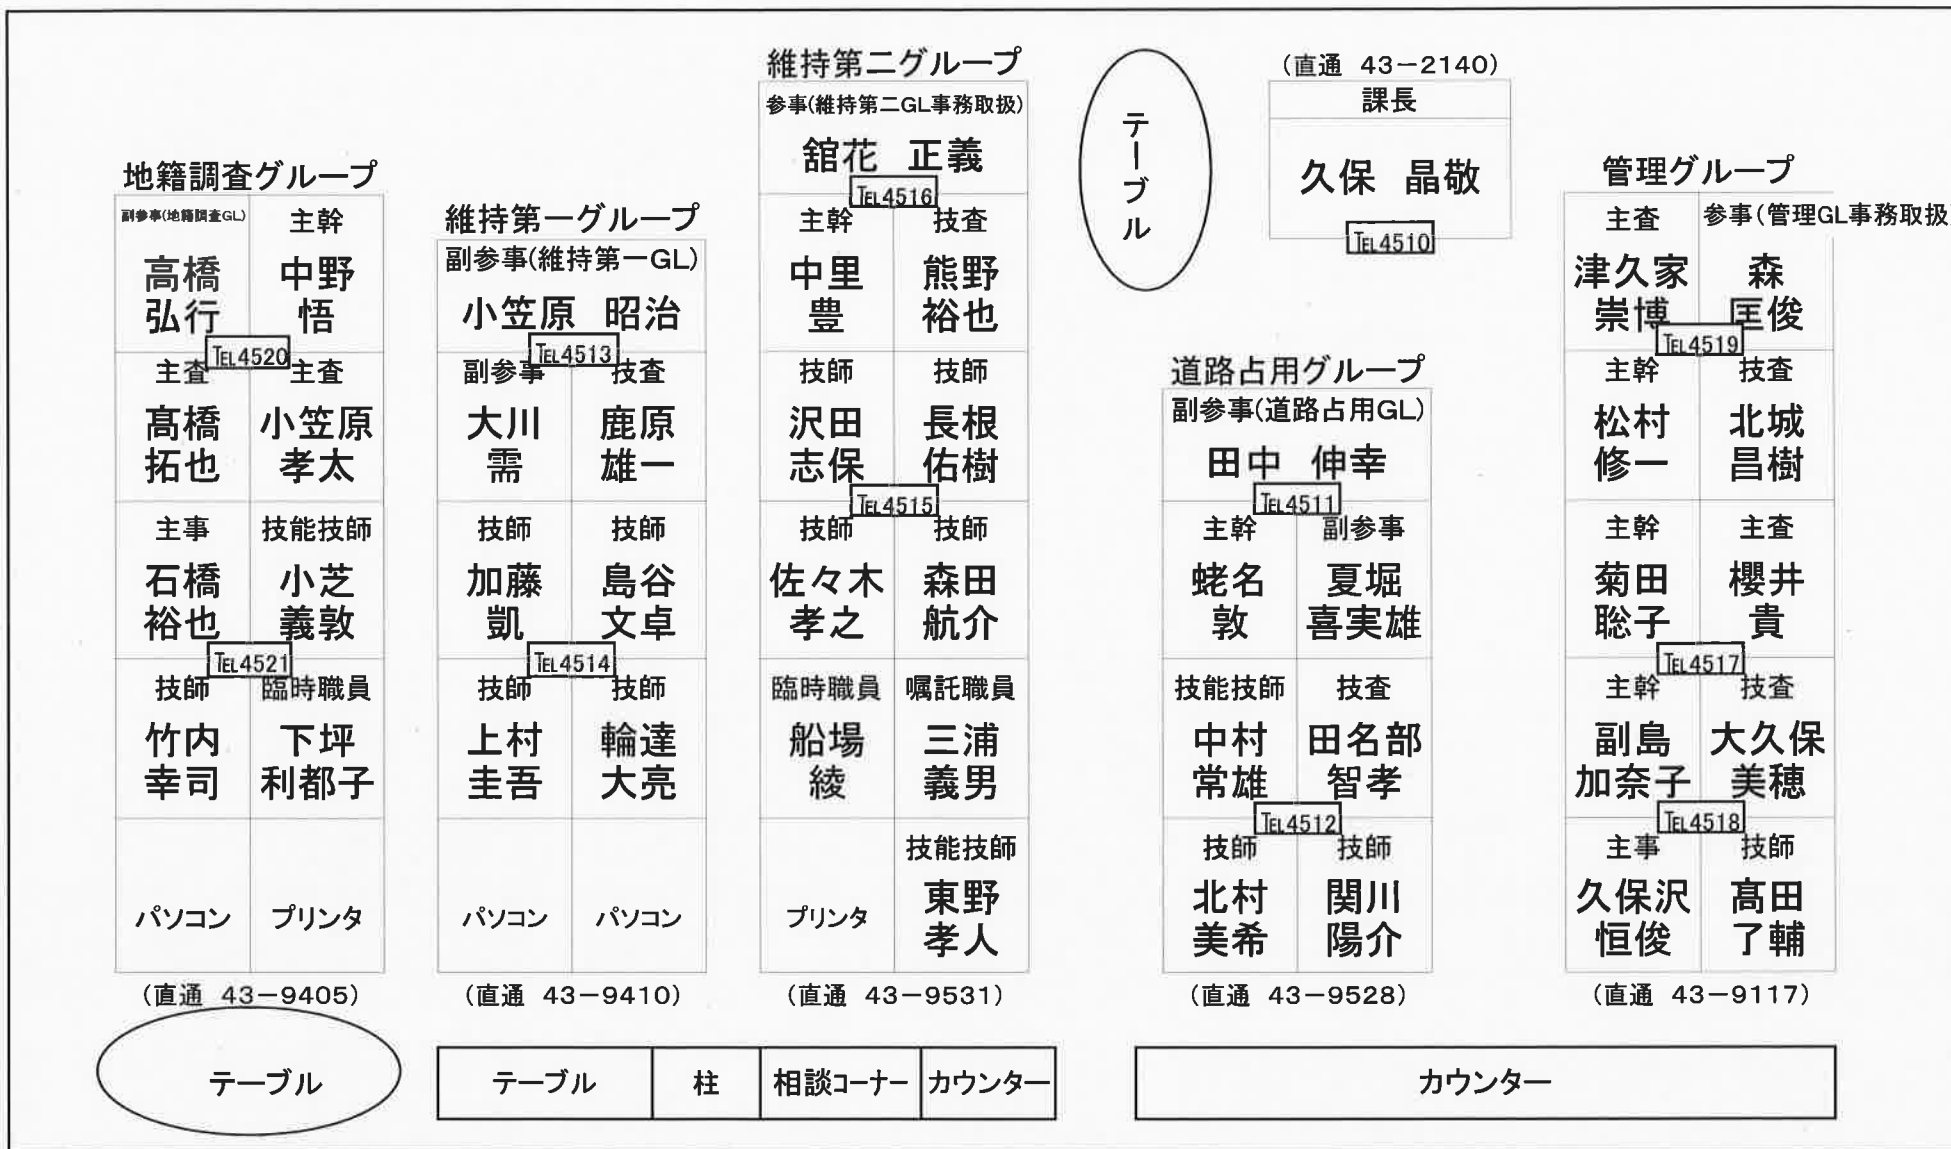 地籍調査グループ
副参事(地籍調査GL)
高橋
弘行
主幹
中野
悟
℡4520
主査
髙橋
拓也
主査
小笠原
孝太
主事
石橋
裕也
技能技師
小芝
義敦
℡4521
技師
竹内
幸司
臨時職員
下坪
利都子
パソコン
プリンタ
(直通 43-9405)
テーブル
維持第一グループ
副参事(維持第一GL)
小笠原 昭治
℡4513
副参事
大川
需
技査
鹿原
雄一
技師
加藤
凱
技師
島谷
文卓
℡4514
技師
上村
圭吾
技師
輪達
大亮
パソコン
パソコン
(直通 43-9410)
維持第二グループ
参事(維持第二GL事務取扱)
舘花 正義
℡4516
主幹
中里
豊
技査
熊野
裕也
技師
沢田
志保
技師
長根
佑樹
℡4515
技師
佐々木
孝之
技師
森田
航介
臨時職員
船場
綾
嘱託職員
三浦
義男
プリンタ
技能技師
東野
孝人
(直通 43-9531)
テーブル
柱
相談コーナー
カウンター
テーブル
(直通 43-2140)
課長
久保 晶敬
℡4510
道路占用グループ
副参事(道路占用GL)
田中 伸幸
℡4511
主幹
蛯名
敦
副参事
夏堀
喜実雄
技能技師
中村
常雄
技査
田名部
智孝
℡4512
技師
北村
美希
技師
関川
陽介
(直通 43-9528)
管理グループ
主査
津久家
崇博
参事(管理GL事務取扱)
森
匡俊
℡4519
主幹
松村
修一
技査
北城
昌樹
主幹
菊田
聡子
主査
櫻井
貴
℡4517
主幹
副島
加奈子
技査
大久保
美穂
℡4518
主事
久保沢
恒俊
技師
髙田
了輔
(直通 43-9117)
カウンター